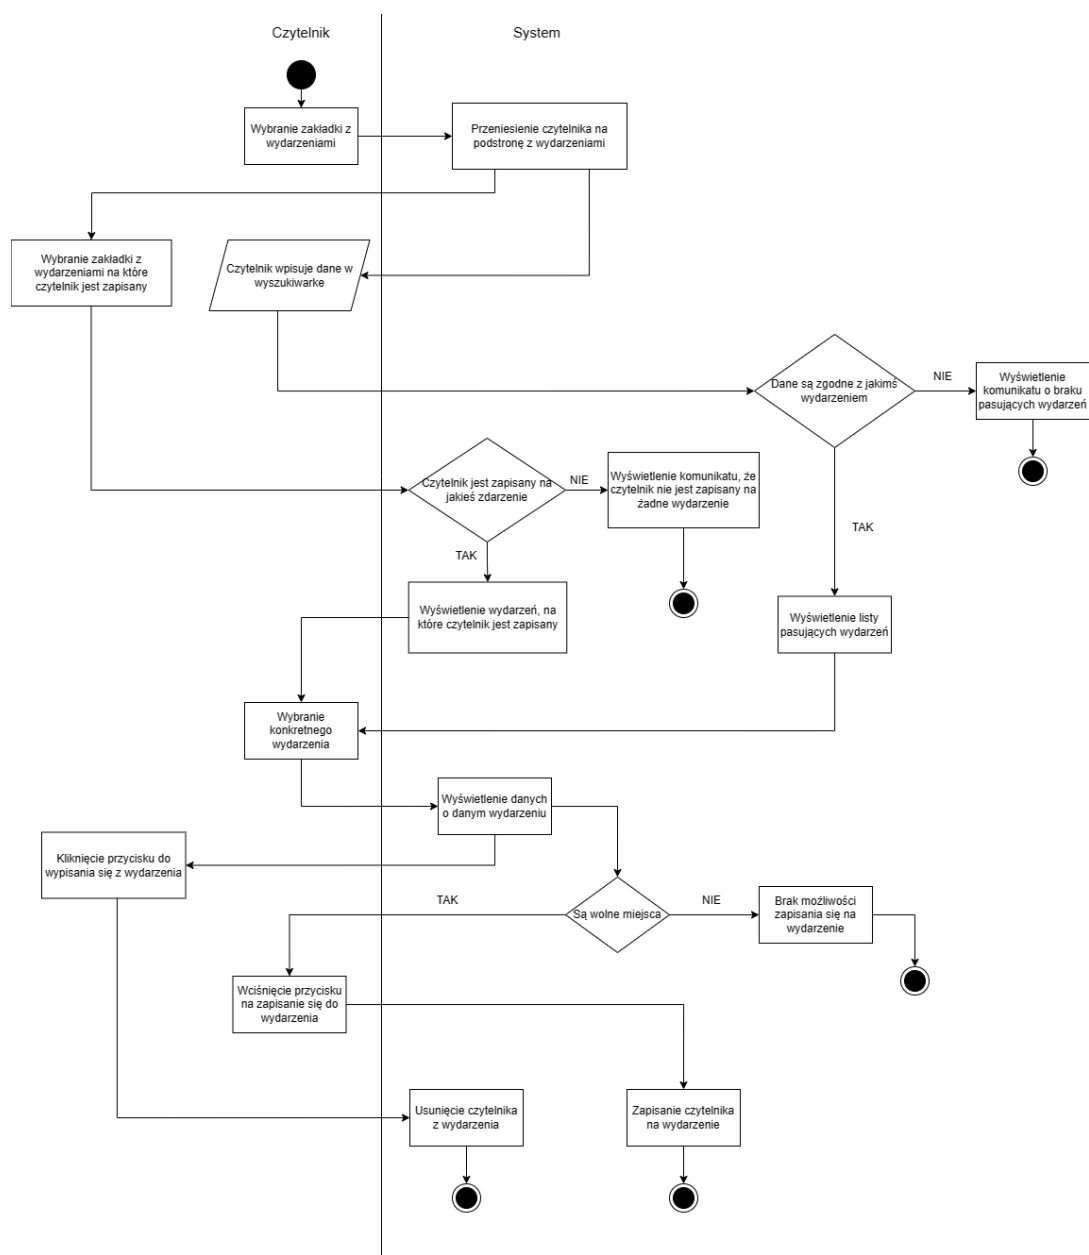 Czytelnik
System
Wybranie zakładki z
wydarzeniami
Przeniesienie czytelnika na
podstronę z wydarzeniami
Wybranie zakładki z
wydarzeniami na które
czytelnik jest zapisany
Czytelnik wpisuje dane w
wyszukiwarke
Dane są zgodne z jakimś
wydarzeniem
NIE
Wyświetlenie
komunikatu o braku
pasujących wydarzeń
Czytelnik jest zapisany na
jakieś zdarzenie
NIE
Wyświetlenie komunikatu, że
czytelnik nie jest zapisany na
żadne wydarzenie
TAK
TAK
Wyświetlenie wydarzeń, na
które czytelnik jest zapisany
Wyświetlenie listy
pasujących wydarzeń
Wybranie
konkretnego
wydarzenia
Wyświetlenie danych
o danym wydarzeniu
Kliknięcie przycisku do
wypisania się z wydarzenia
TAK
Są wolne miejsca
NIE
Brak możliwości
zapisania się na
wydarzenie
Wciśnięcie przycisku
na zapisanie się do
wydarzenia
Usunięcie czytelnika
z wydarzenia
Zapisanie czytelnika
na wydarzenie